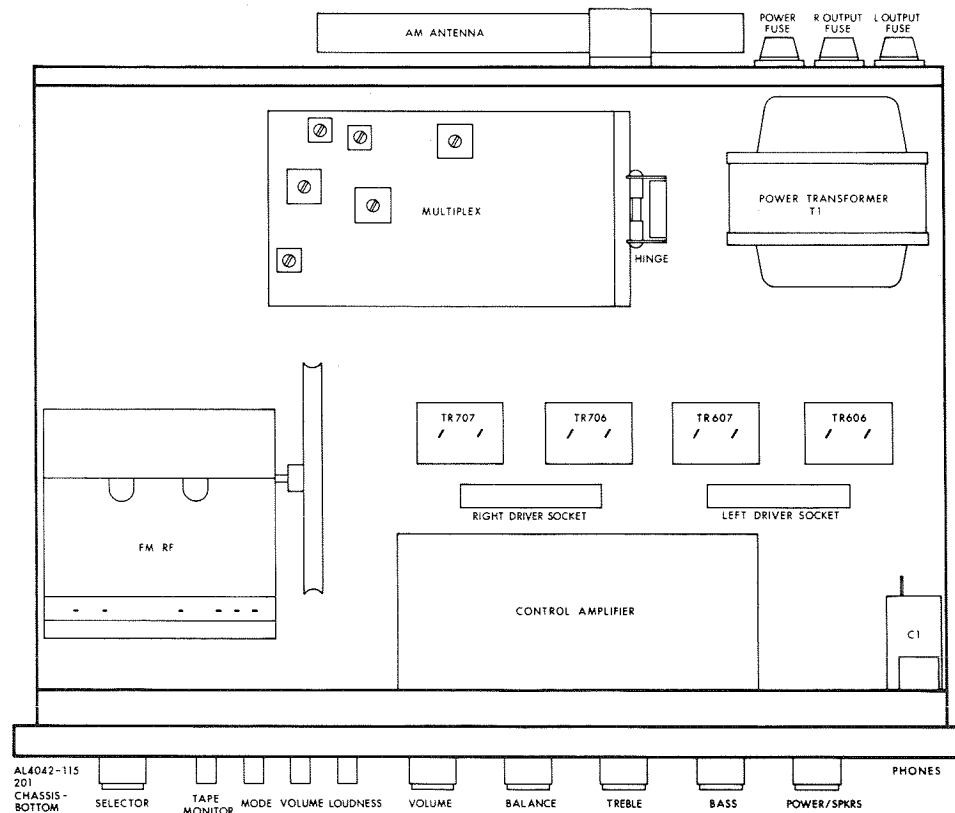 AM ANTENNA
POWER
FUSE
R OUTPUT
FUSE
L OUTPUT
FUSE
MULTIPLEX
HINGE
POWER TRANSFORMER
T1
TR707
TR706
TR607
TR606
RIGHT DRIVER SOCKET
LEFT DRIVER SOCKET
FM RF
CONTROL AMPLIFIER
C1
AL4042-115
201
CHASSIS-
BOTTOM
SELECTOR
TAPE
MONITOR
MODE
VOLUME
LOUDNESS
VOLUME
BALANCE
TREBLE
BASS
POWER/SPKRS
PHONES